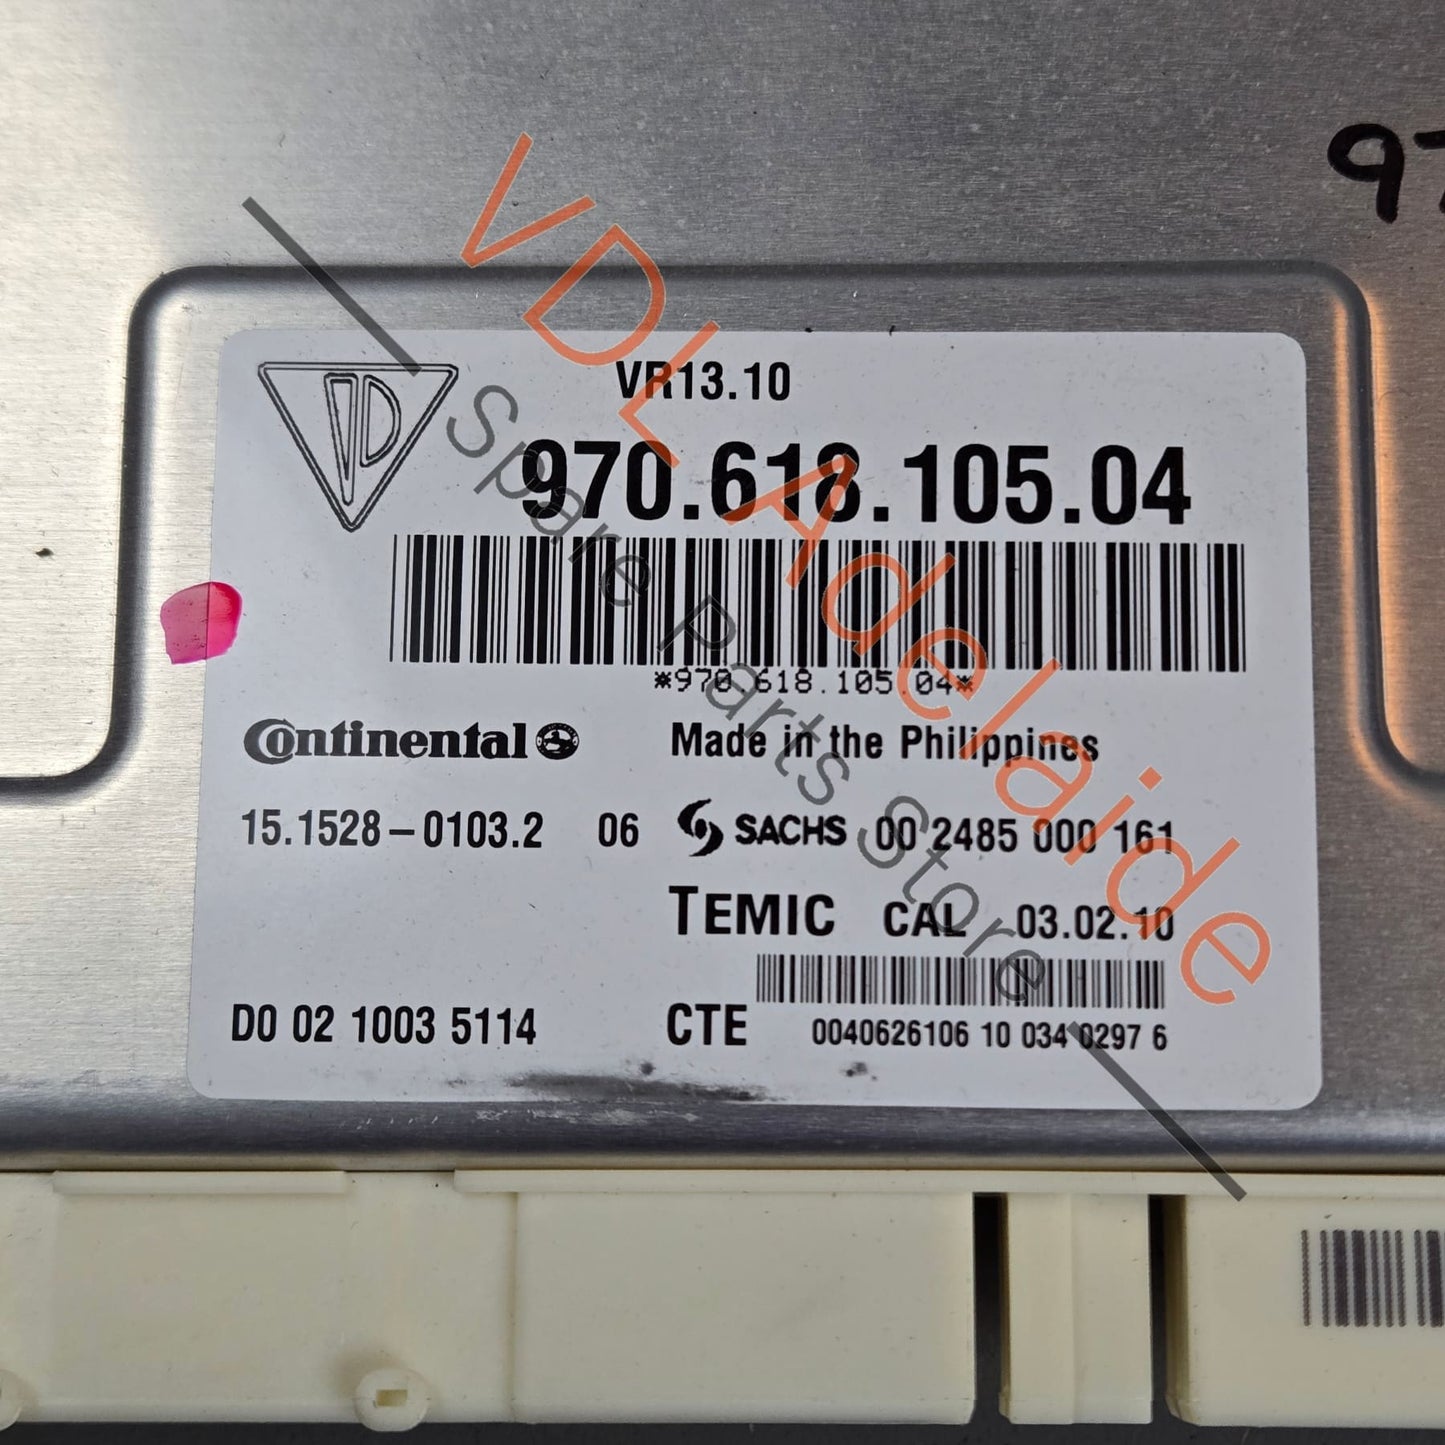 97
VR13.10
970.618.105.04
*970.618.105.04*
Continental
Made in the Philippines
15.1528-0103.2 06 SACHS 00 2485 000 161
TEMIC CAL 03.02.10
D0 02 1003 5114 CTE 0040626106 10 034 0297 6
VDL Adelaide
Spare Parts Store